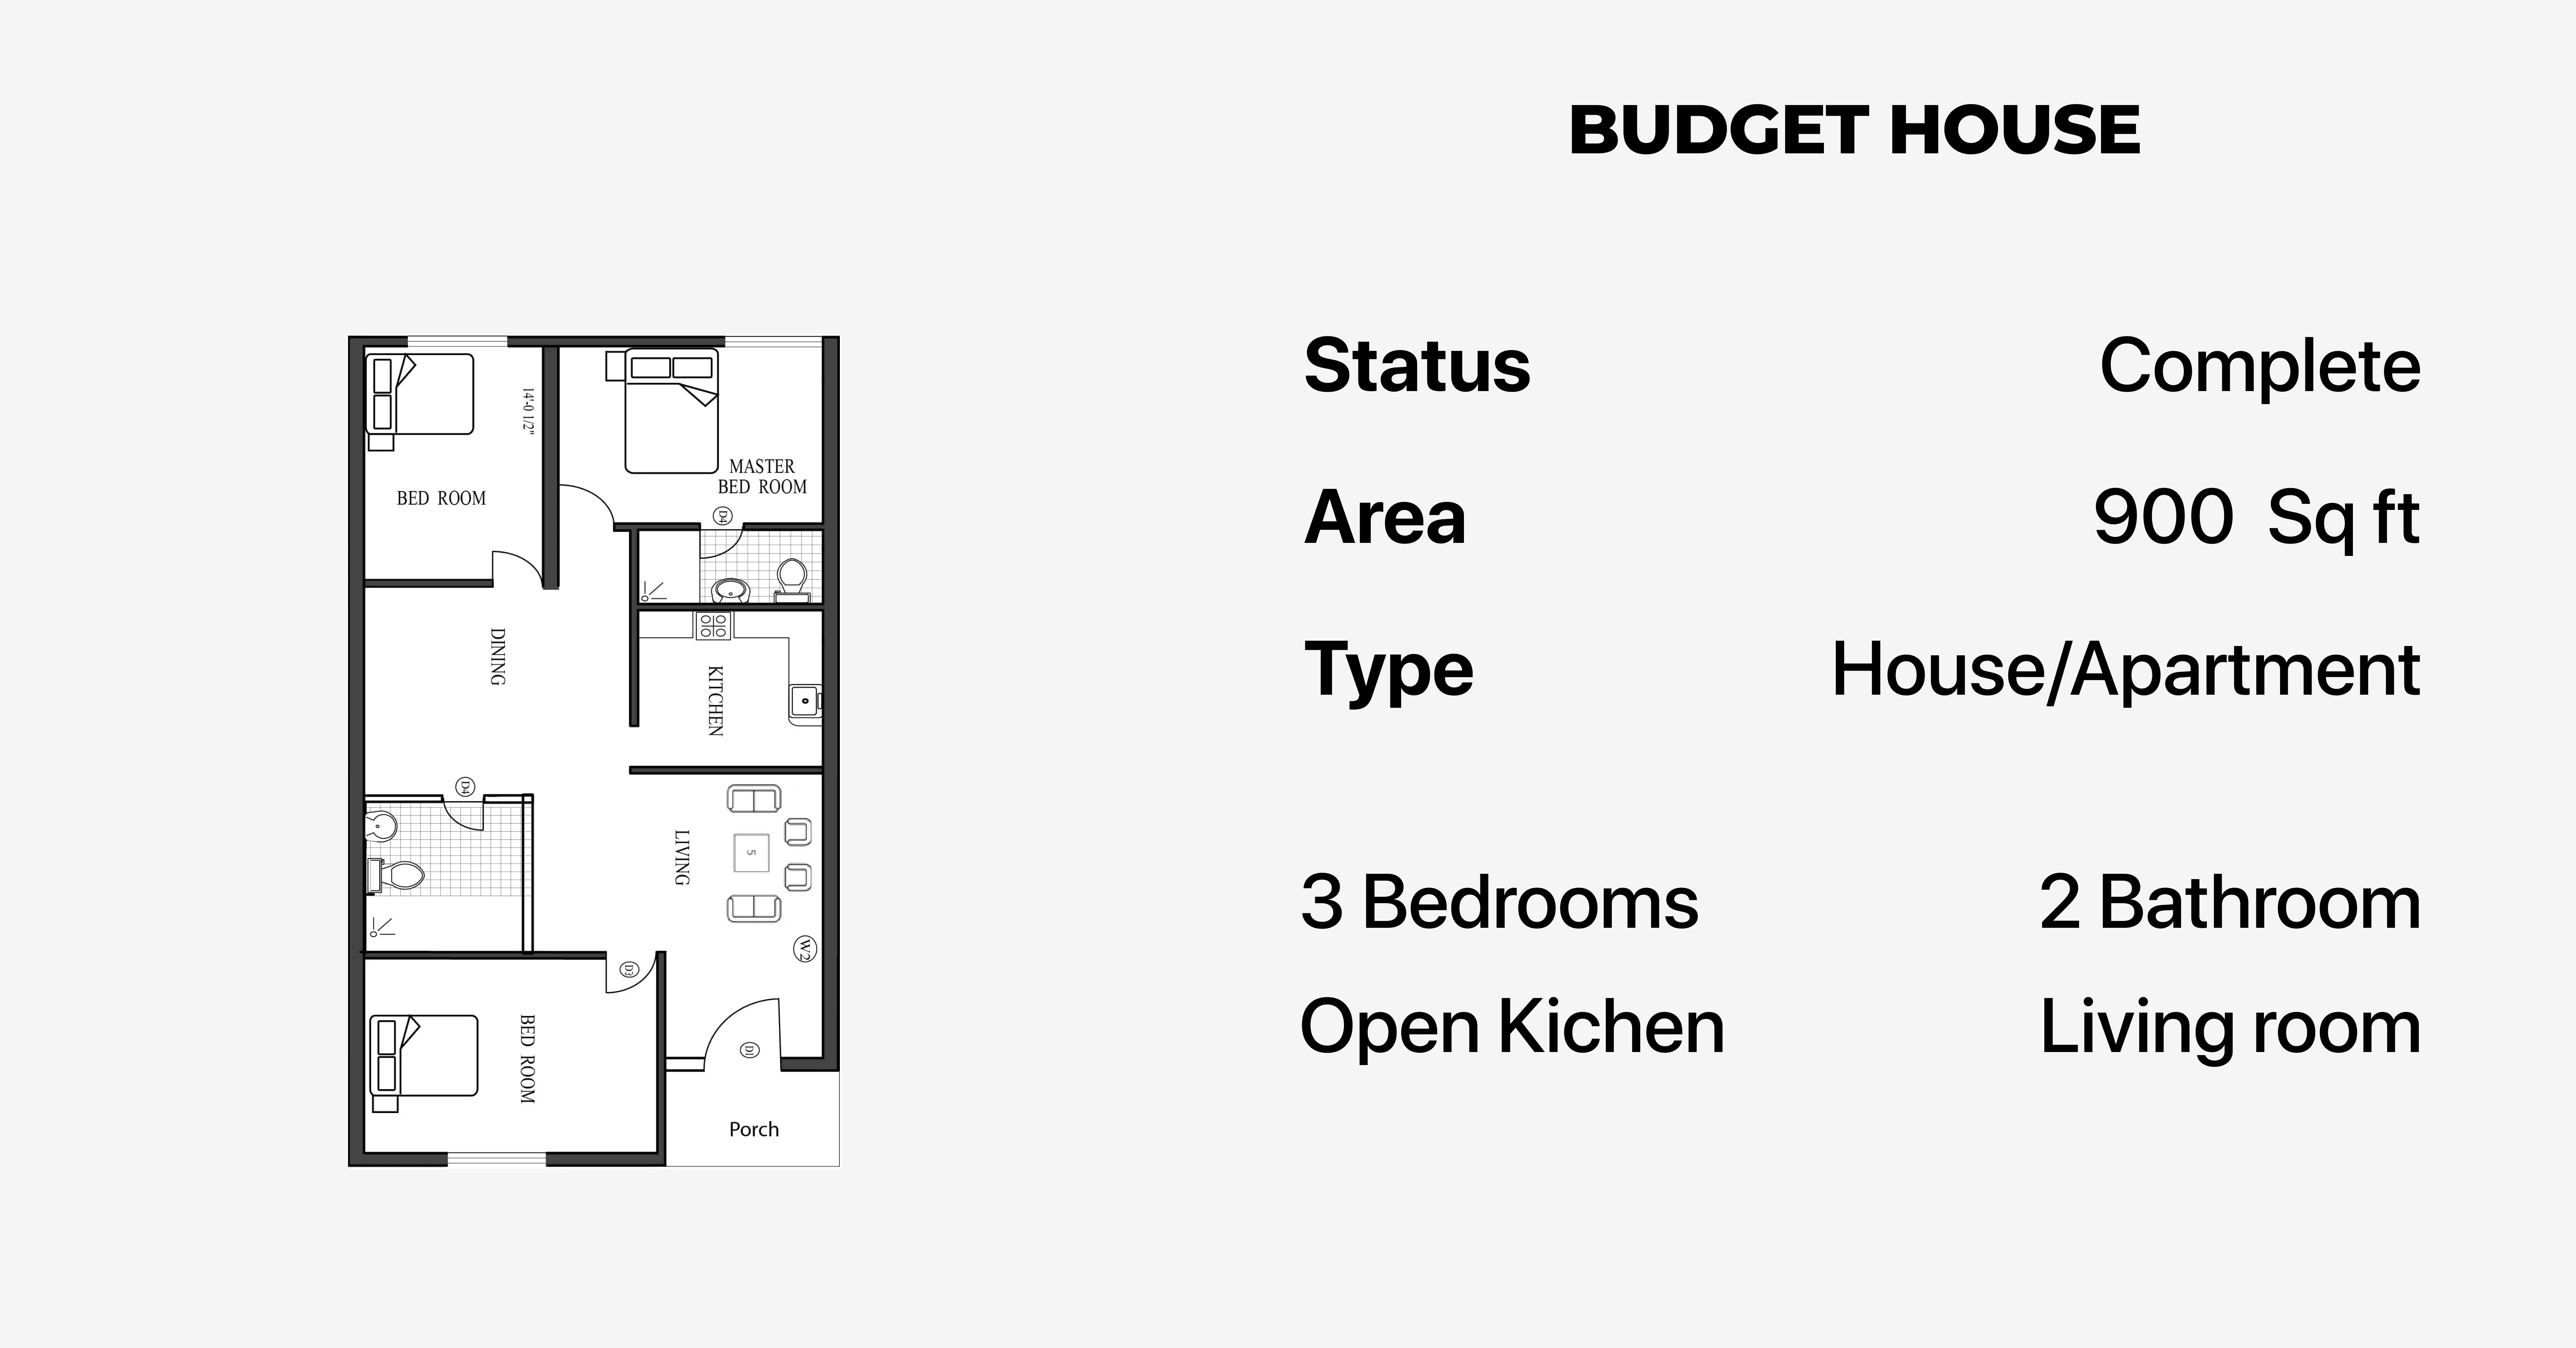 BUDGET HOUSE
Status Complete
Area 900 Sq ft
Type House/Apartment
3 Bedrooms 2 Bathroom
Open Kichen Living room
14'-0 1/2"
BED ROOM
MASTER
BED ROOM
D4
DINING
KITCHEN
D4
LIVING
5
W2
D3
BED ROOM
D1
Porch